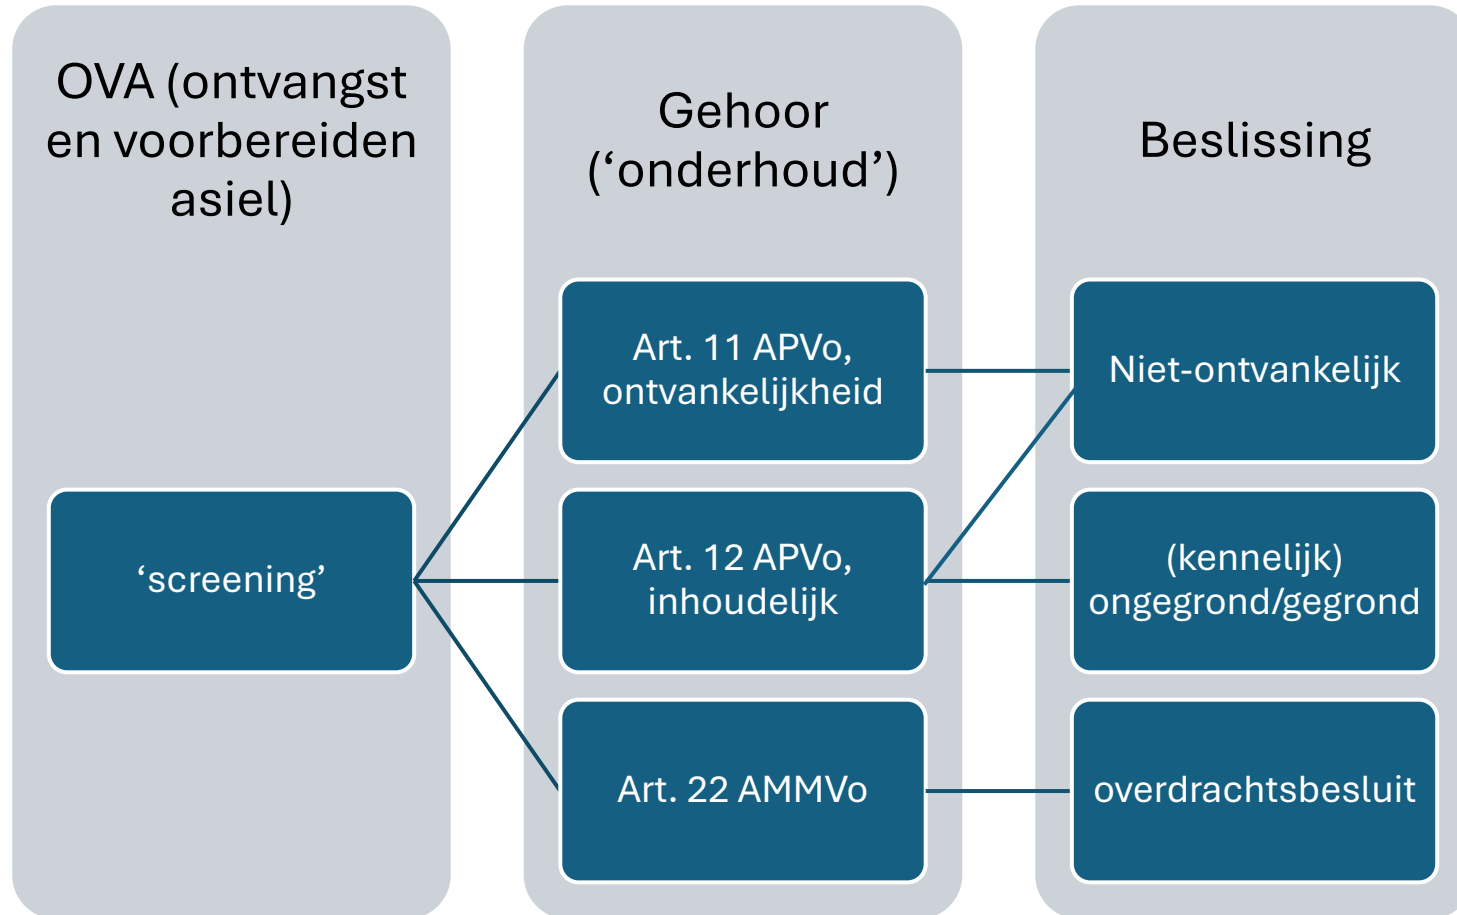 OVA (ontvangst
en voorbereiden
asiel)
‘screening’
Gehoor
(‘onderhoud’)
Art. 11 APVo,
ontvankelijkheid
Art. 12 APVo,
inhoudelijk
Art. 22 AMMVo
Beslissing
Niet-ontvankelijk
(kennelijk)
ongegrond/gegrond
overdrachtsbesluit